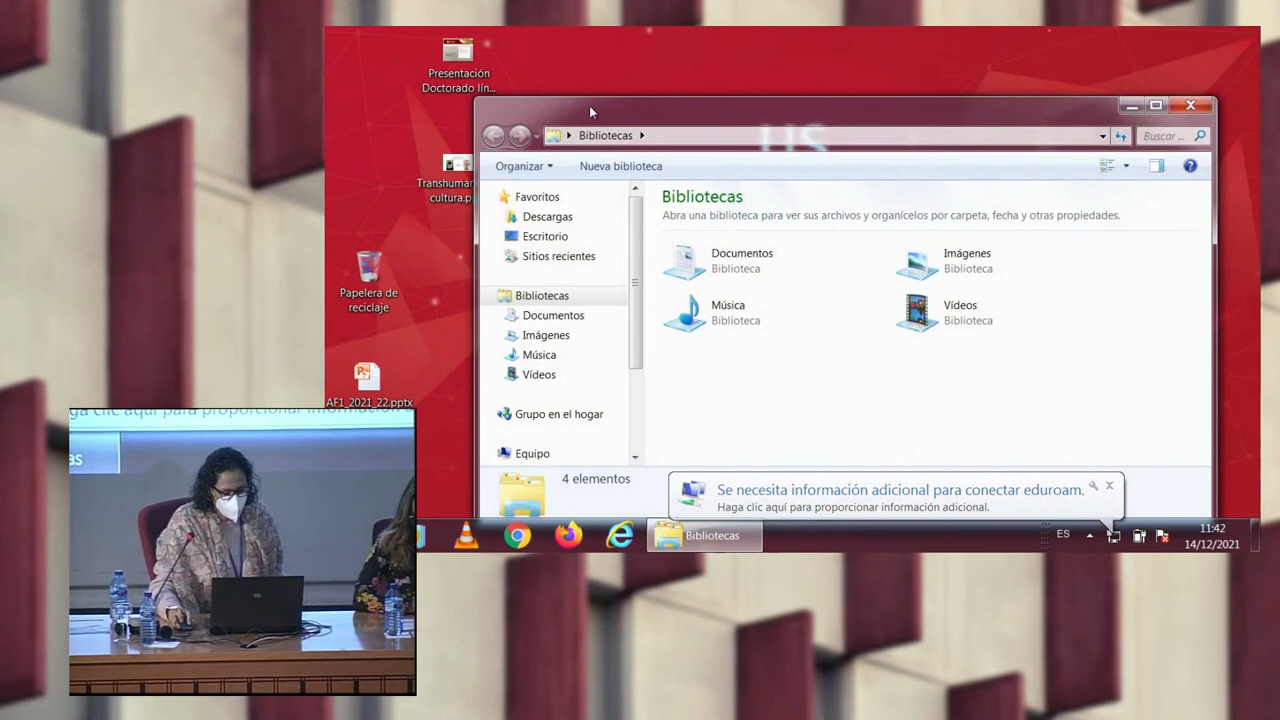 Presentación
Doctorado lín...
Transhuman
cultura.p
Papelera de
reciclaje
AF1_2021_22.pptx
US
Bibliotecas
Buscar ...
Organizar
Nueva biblioteca
Favoritos
Descargas
Escritorio
Sitios recientes
Bibliotecas
Documentos
Imágenes
Música
Vídeos
Grupo en el hogar
Equipo
Bibliotecas
Abra una biblioteca para ver sus archivos y organícelos por carpeta, fecha y otras propiedades.
Documentos
Biblioteca
Imágenes
Biblioteca
Música
Biblioteca
Vídeos
Biblioteca
4 elementos
Se necesita información adicional para conectar eduroam.
Haga clic aquí para proporcionar información adicional.
Bibliotecas
ES
11:42
14/12/2021
ga clic aquí para proporcionar información a
as